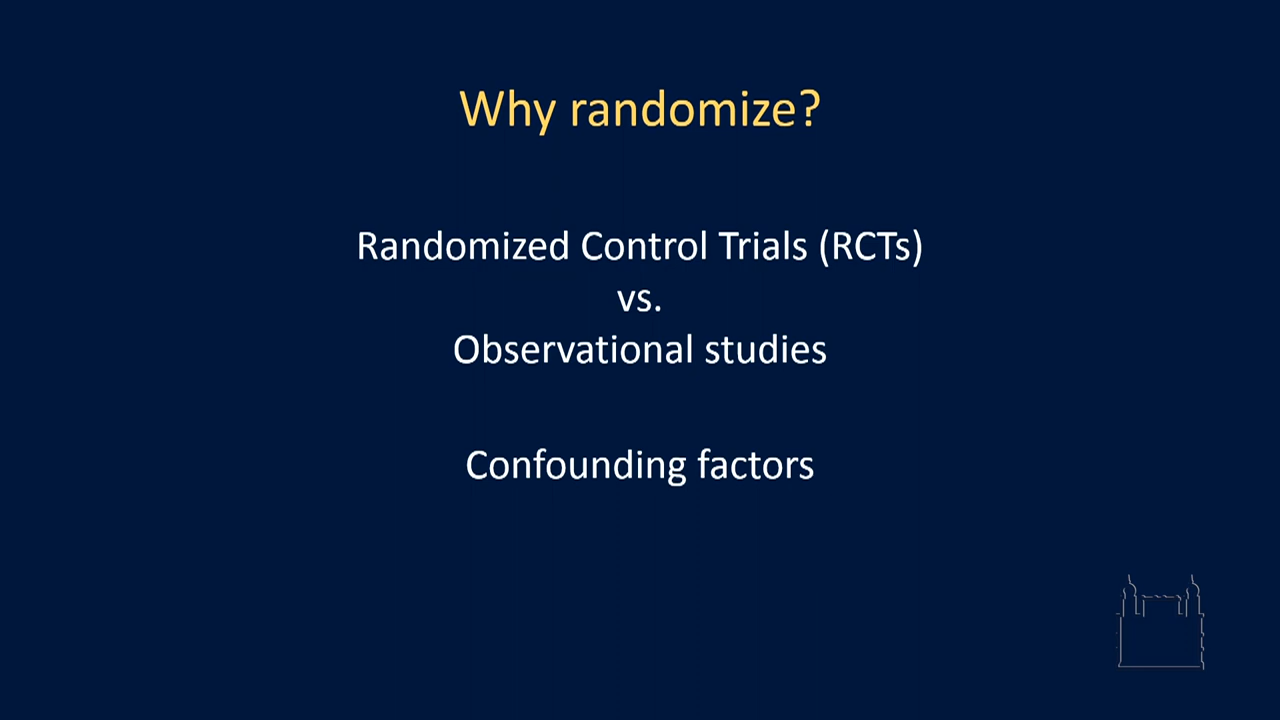 Why randomize?
Randomized Control Trials (RCTs)
vs.
Observational studies
Confounding factors